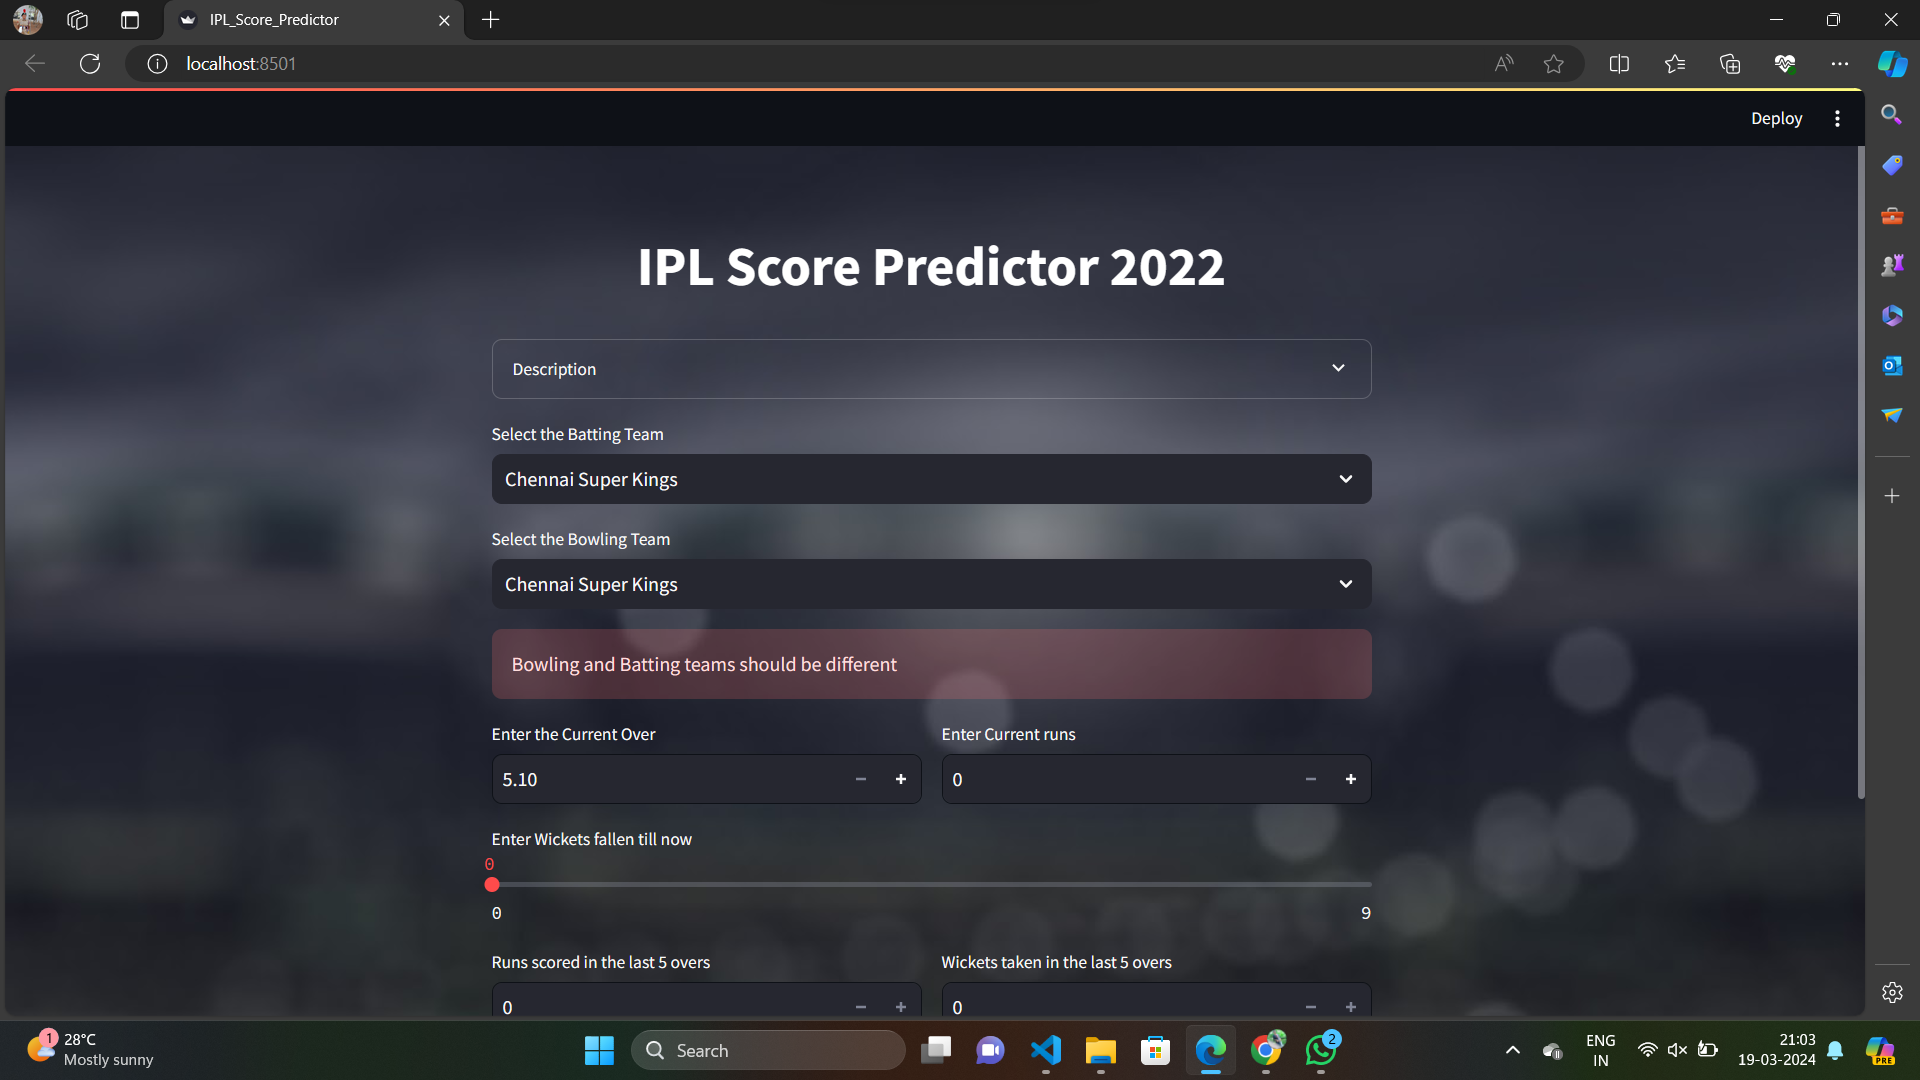 IPL_Score_Predictor
localhost:8501
Deploy
IPL Score Predictor 2022
Description
Select the Batting Team
Chennai Super Kings
Select the Bowling Team
Chennai Super Kings
Bowling and Batting teams should be different
Enter the Current Over
Enter Current runs
5.10
0
Enter Wickets fallen till now
0
0
9
Runs scored in the last 5 overs
Wickets taken in the last 5 overs
0
0
1
28°C
Mostly sunny
Search
2
ENG
IN
21:03
19-03-2024
PRE